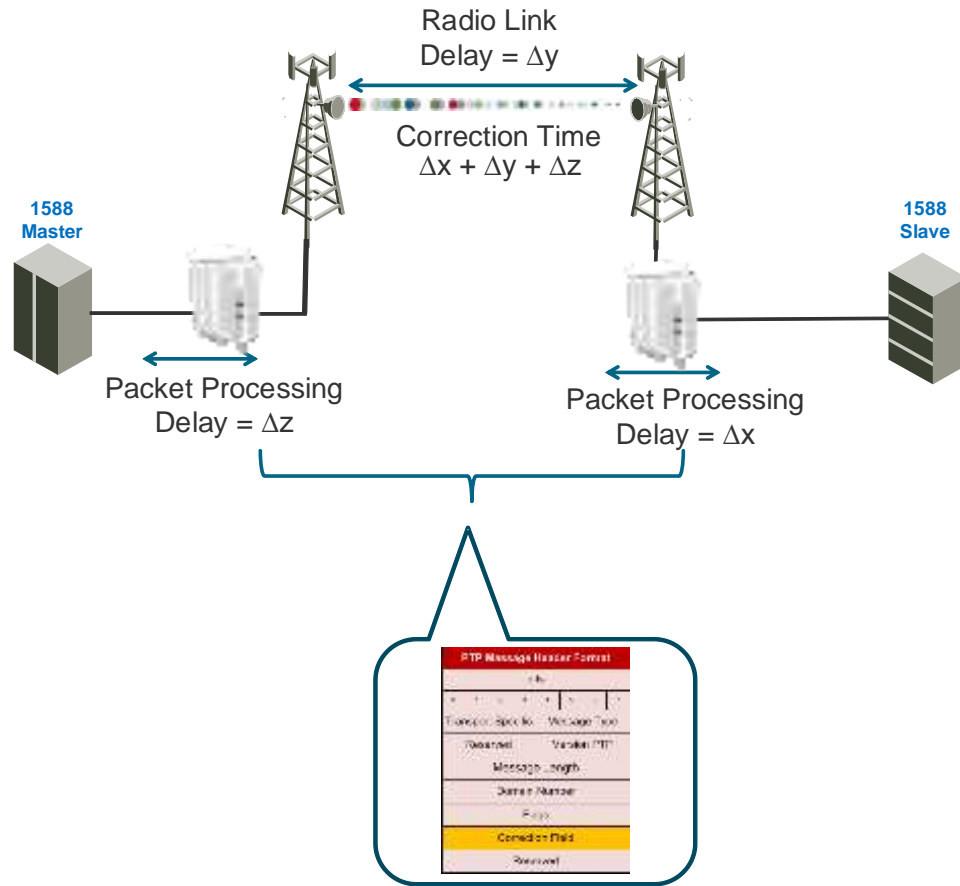 Radio Link
Delay = Δy
Correction Time
Δx + Δy + Δz
1588
Master
1588
Slave
Packet Processing
Delay = Δz
Packet Processing
Delay = Δx
PTP Message Header Format
Transport Specific Message Type
Reserved Version PTP
Message Length
Domain Number
Flags
Correction Field
Reserved